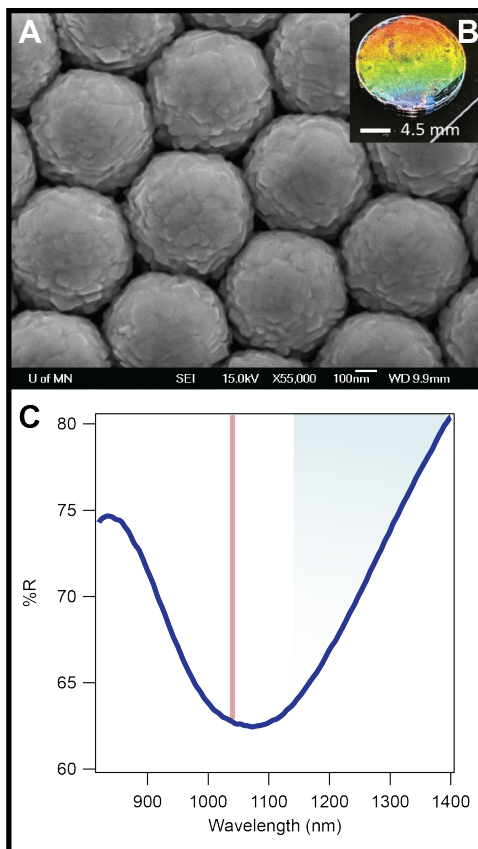 A
B
4.5 mm
U of MN SEI 15.0kV X55,000 100nm WD 9.9mm
C
80
75
70
65
60
%R
900 1000 1100 1200 1300 1400
Wavelength (nm)